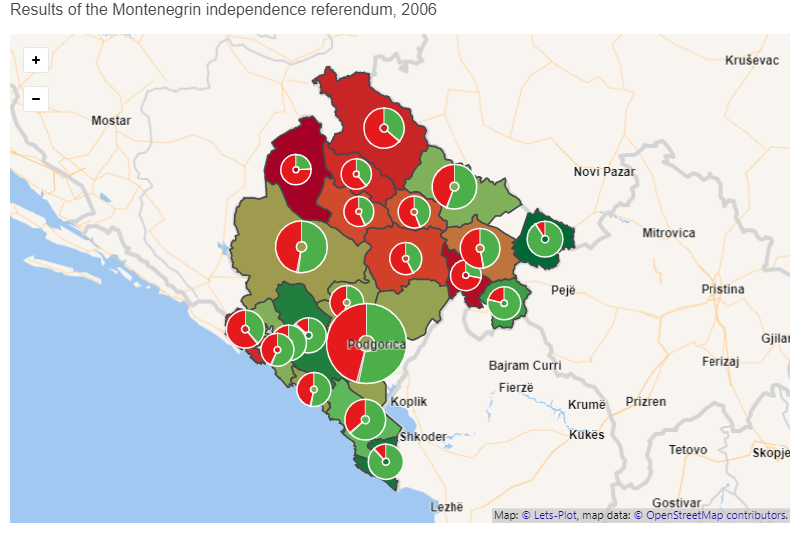 Results of the Montenegrin independence referendum, 2006
+
Kruševac
−
Mostar
Novi Pazar
Mitrovica
Pejë
Pristina
Podgorica
Gjilan
Bajram Curri
Ferizaj
Fierzë
Koplik
Krumë
Prizren
Shkoder
Kukës
Tetovo
Skopje
Lezhë
Gostivar
Map: © Lets-Plot, map data: © OpenStreetMap contributors.